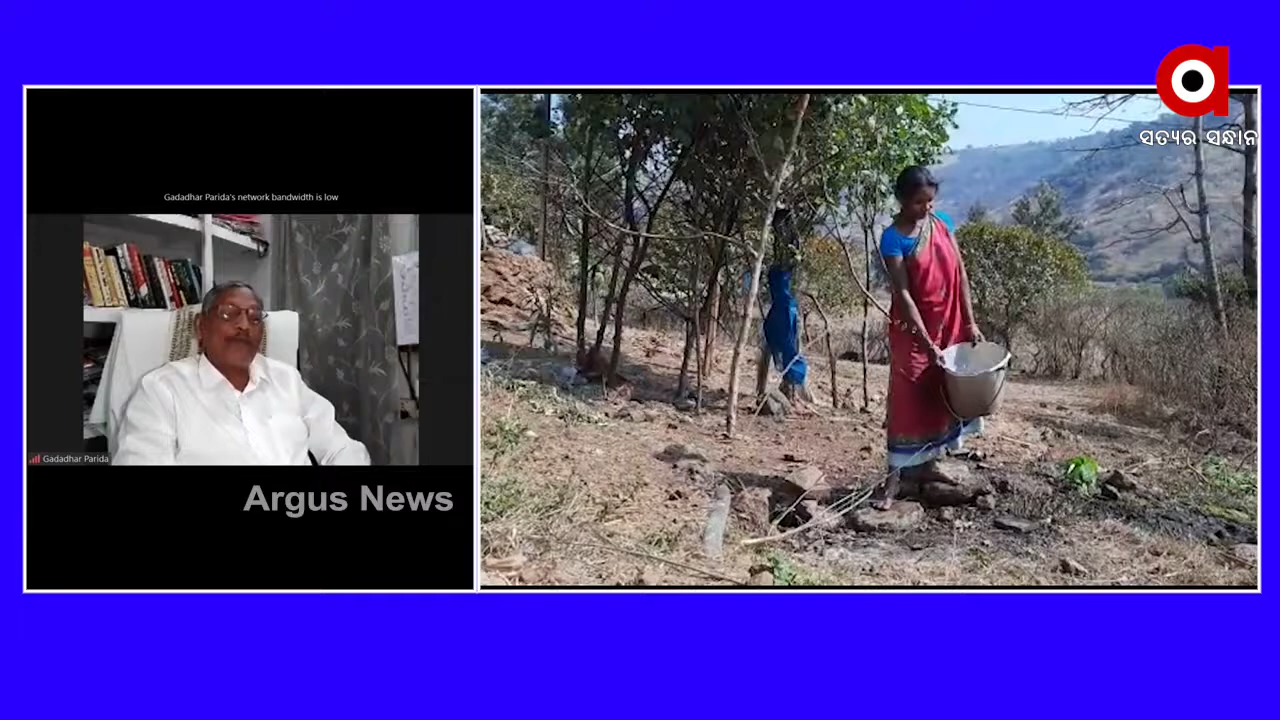 ସତ୍ୟର ସନ୍ଧାନ
Gadadhar Parida's network bandwidth is low
Gadadhar Parida
Argus News